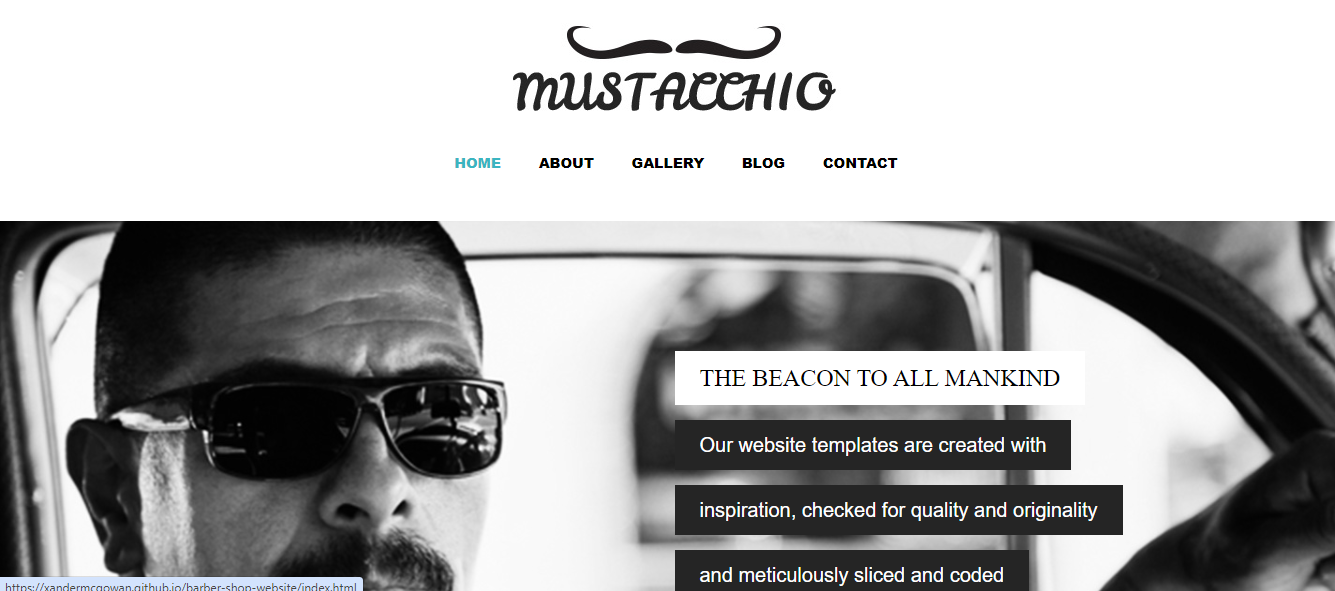 MUSTACCHIO
HOME ABOUT GALLERY BLOG CONTACT
THE BEACON TO ALL MANKIND
Our website templates are created with
inspiration, checked for quality and originality
and meticulously sliced and coded
https://xandermcgowan.github.io/barber-shop-website/index.html